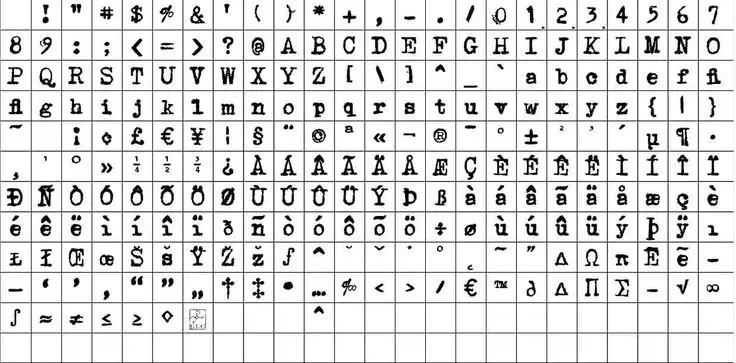 ! " # $ % & ' ( ) * + , - . / 0 1 2 3 4 5 6 7
8 9 : ; < = > ? @ A B C D E F G H I J K L M N O
P Q R S T U V W X Y Z [ \ ] ^ _ ` a b c d e f fi
fl g h i j k l m n o p q r s t u v w x y z { | }
~ ¡ ¢ £ € ¥ ¦ § ¨ © ª « ¬ ® ¯ ° ± ² ³ ´ µ ¶ ·
¸ ¹ º » ¼ ½ ¾ ¿ À Á Â Ã Ä Å Æ Ç È É Ê Ë Ì Í Î Ï
Ð Ñ Ò Ó Ô Õ Ö Ø Ù Ú Û Ü Ý Þ ß à á â ã ä å æ ç è
é ê ë ì í î ï ð ñ ò ó ô õ ö ÷ ø ù ú û ü ý þ ÿ ı
Ł ł Œ œ Š š Ÿ Ž ž ƒ ˆ ˇ ˘ ˙ ˚ ˛ ˜ ˝ Δ Ω π
– ‘ ’ ‚ “ ” „ † ‡ • … ‰ ‹ › ⁄ € ™ ∂ ∆ ∏ ∑ − √ ∞
∫ ≈ ≠ ≤ ≥ ◊ ^